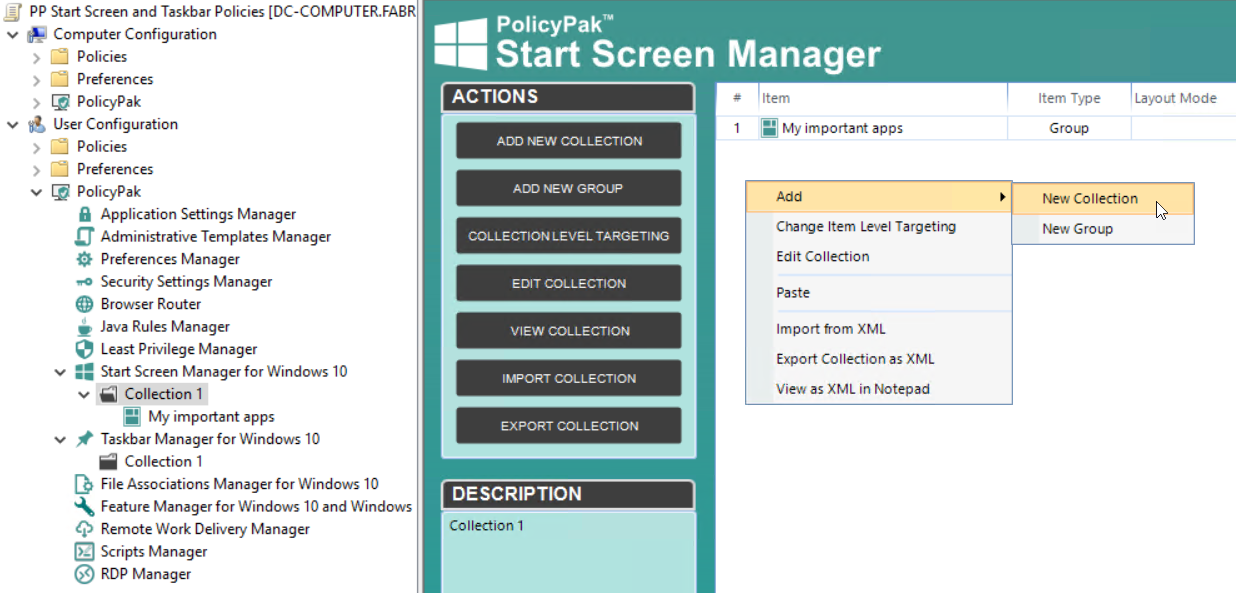 PP Start Screen and Taskbar Policies [DC-COMPUTER.FABR
Computer Configuration
Policies
Preferences
PolicyPak
User Configuration
Policies
Preferences
PolicyPak
Application Settings Manager
Administrative Templates Manager
Preferences Manager
Security Settings Manager
Browser Router
Java Rules Manager
Least Privilege Manager
Start Screen Manager for Windows 10
Collection 1
My important apps
Taskbar Manager for Windows 10
Collection 1
File Associations Manager for Windows 10
Feature Manager for Windows 10 and Windows
Remote Work Delivery Manager
Scripts Manager
RDP Manager
PolicyPak™
Start Screen Manager
ACTIONS
ADD NEW COLLECTION
ADD NEW GROUP
COLLECTION LEVEL TARGETING
EDIT COLLECTION
VIEW COLLECTION
IMPORT COLLECTION
EXPORT COLLECTION
DESCRIPTION
Collection 1
# Item Item Type Layout Mode
1 My important apps Group
Add
Change Item Level Targeting
Edit Collection
Paste
Import from XML
Export Collection as XML
View as XML in Notepad
New Collection
New Group